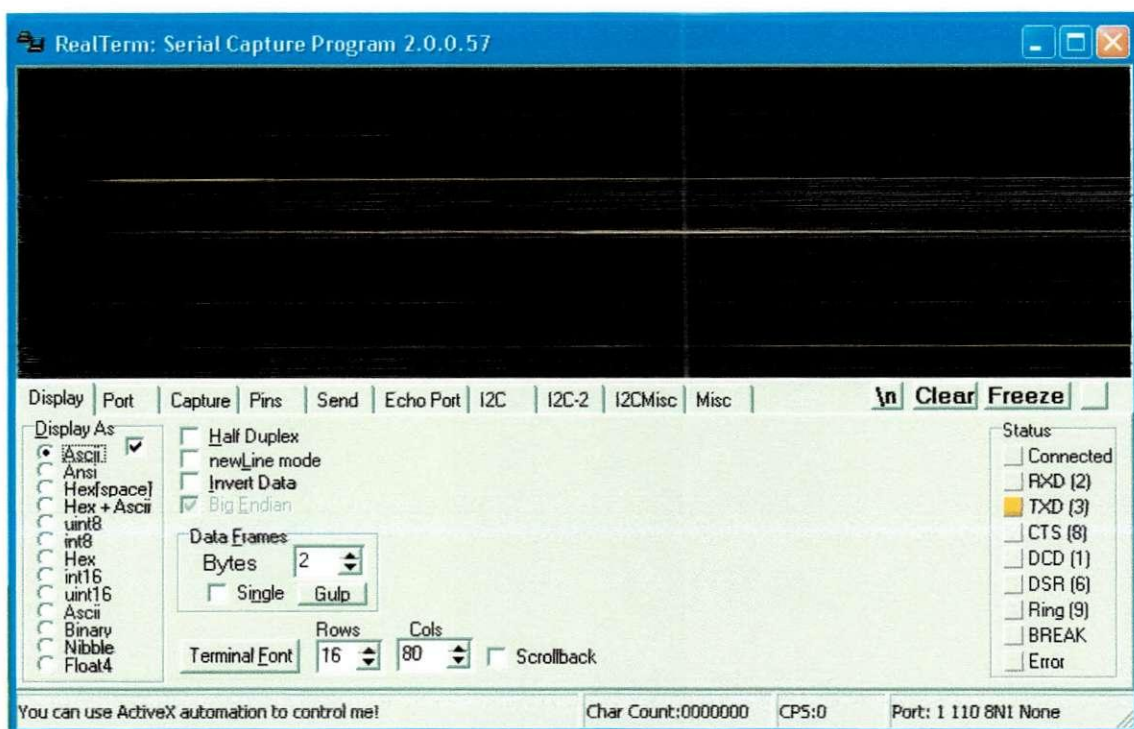 RealTerm: Serial Capture Program 2.0.0.57
Display Port Capture Pins Send Echo Port I2C I2C-2 I2CMisc Misc \n Clear Freeze
Display As
Ascii
Ansi
Hex[space]
Hex + Ascii
uint8
int8
Hex
int16
uint16
Ascii
Binary
Nibble
Float4
Half Duplex
newLine mode
Invert Data
Big Endian
Data Frames
Bytes 2
Single Gulp
Rows Cols
Terminal Font 16 80 Scrollback
Status
Connected
RXD (2)
TXD (3)
CTS (8)
DCD (1)
DSR (6)
Ring (9)
BREAK
Error
You can use ActiveX automation to control me! Char Count:0000000 CPS:0 Port: 1 110 8N1 None